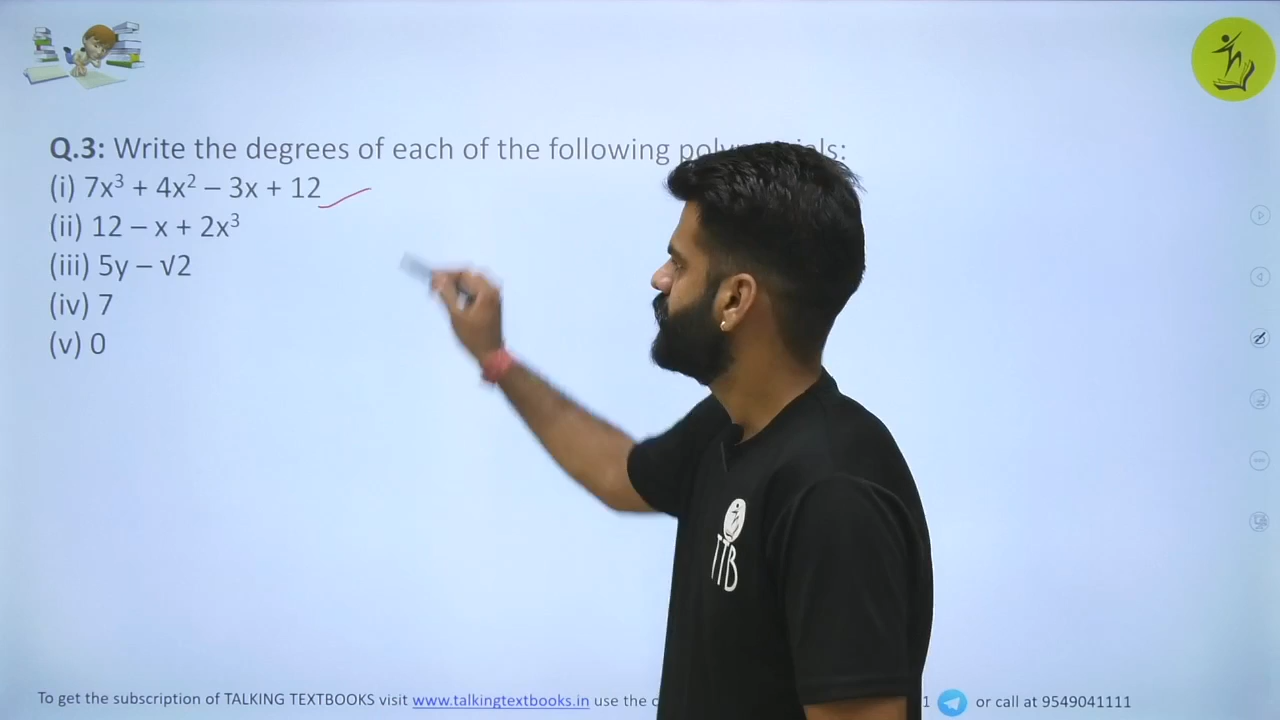 Q.3: Write the degrees of each of the following
(i) 7x³ + 4x² – 3x + 12
(ii) 12 – x + 2x³
(iii) 5y – √2
(iv) 7
(v) 0
TTB
To get the subscription of TALKING TEXTBOOKS visit www.talkingtextbooks.in use the 1 or call at 9549041111